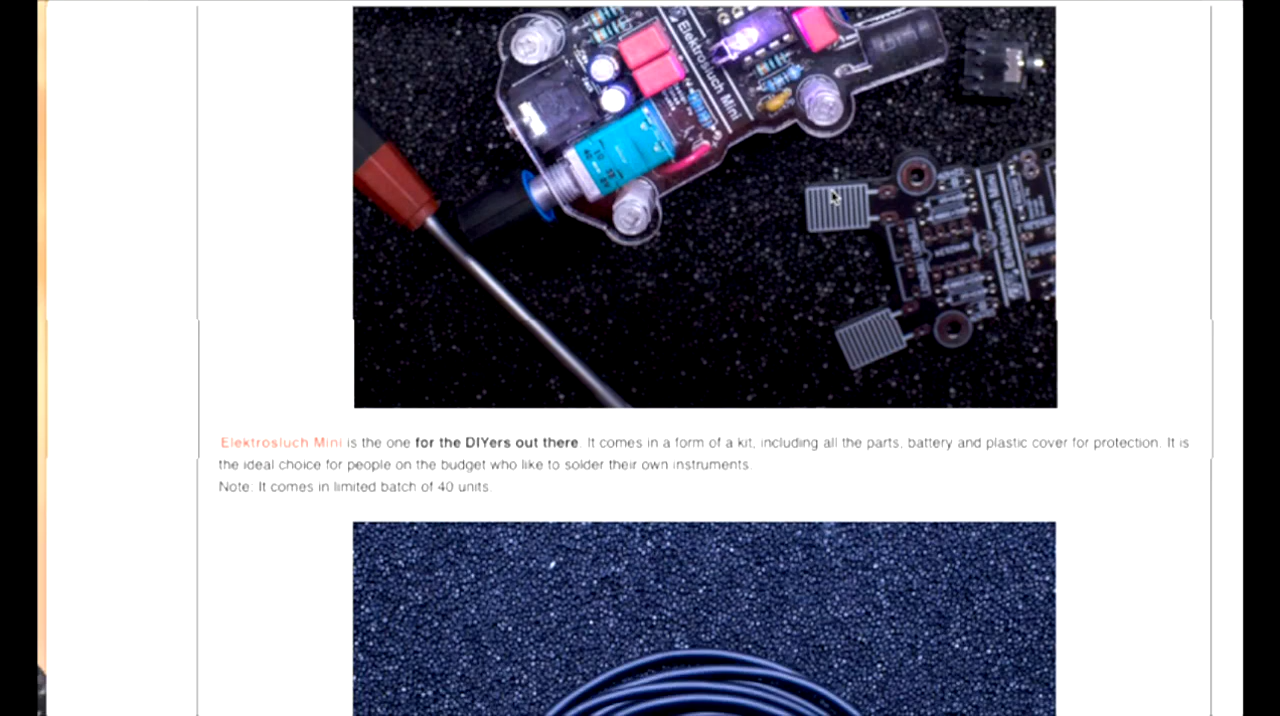 Elektrosluch Mini
Elektrosluch Mini is the one for the DIYers out there. It comes in a form of a kit, including all the parts, battery and plastic cover for protection. It is
the ideal choice for people on the budget who like to solder their own instruments.
Note: It comes in limited batch of 40 units.